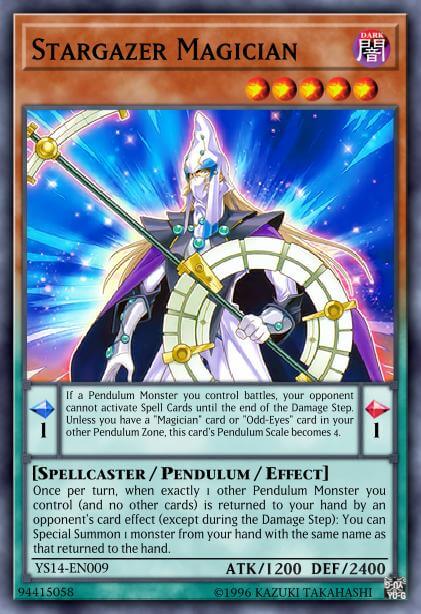 STARGAZER MAGICIAN
DARK
闇
If a Pendulum Monster you control battles, your opponent
cannot activate Spell Cards until the end of the Damage Step.
Unless you have a "Magician" card or "Odd-Eyes" card in
your other Pendulum Zone, this card's Pendulum Scale becomes 4.
1
1
[SPELLCASTER / PENDULUM / EFFECT]
Once per turn, when exactly 1 other Pendulum Monster you
control (and no other cards) is returned to your hand by an
opponent's card effect (except during the Damage Step): You can
Special Summon 1 monster from your hand with the same name as
that returned to the hand.
YS14-EN009
ATK/1200 DEF/2400
94415058
©1996 KAZUKI TAKAHASHI